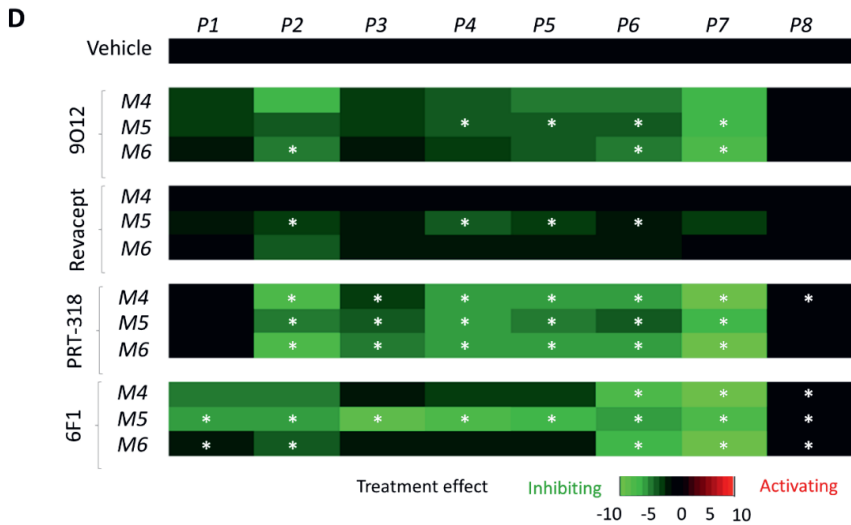 D
P1 P2 P3 P4 P5 P6 P7 P8
Vehicle
9O12
M4
M5 * * * *
M6 * * *
Revacept
M4
M5 * * * *
M6
PRT-318
M4 * * * * * * *
M5 * * * * * *
M6 * * * * * *
6F1
M4 * * *
M5 * * * * * * * *
M6 * * * * *
Treatment effect Inhibiting Activating
-10 -5 0 5 10